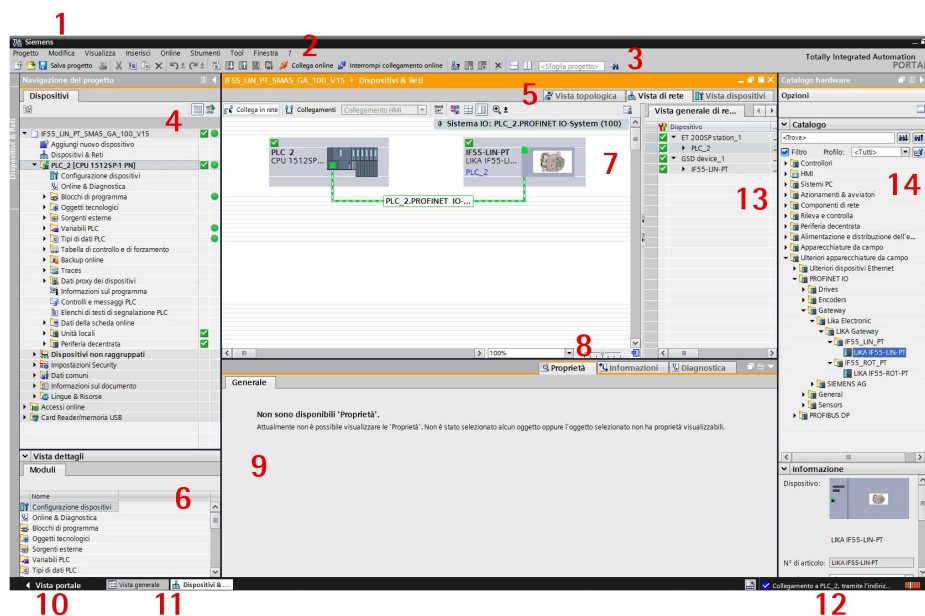 1
Siemens
Progetto Modifica Visualizza Inserisci Online Strumenti Tool Finestra ?
2
Totally Integrated Automation
PORTAL
Salva progetto
Collega online
Interrompi collegamento online
<Sfoglia progetto>
3
Navigazione del progetto
IF55_LIN_PT_SMAS_GA_100_V15 Dispositivi & Reti
Catalogo hardware
Dispositivi
5
Vista topologica
Vista di rete
Vista dispositivi
Opzioni
4
Collega in rete
Collegamenti
Collegamento HMI
Vista generale di re...
Sistema IO: PLC_2.PROFINET IO-System (100)
Dispositivi & Reti
IF55_LIN_PT_SMAS_GA_100_V15
Aggiungi nuovo dispositivo
Dispositivi & Reti
PLC_2 [CPU 1512SP-1 PN]
Configurazione dispositivi
Online & Diagnostica
Blocchi di programma
Oggetti tecnologici
Sorgenti esterne
Variabili PLC
Tipi di dati PLC
Tabella di controllo e di forzamento
Backup online
Traces
Dati proxy dei dispositivi
Informazioni sul programma
Controlli e messaggi PLC
Elenchi di testi di segnalazione PLC
Dati della scheda online
Unità locali
Periferia decentrata
Dispositivi non raggruppati
Impostazioni Security
Dati comuni
Informazioni sul documento
Lingue & Risorse
Accessi online
Card Reader/memoria USB
PLC_2
CPU 1512SP...
IF55-LIN-PT
LIKA IF55-LI...
PLC_2
7
PLC_2.PROFINET IO-...
100%
8
Dispositivo
ET 200SP station_1
PLC_2
GSD device_1
IF55-LIN-PT
13
Catalogo
<Trova>
Filtro
Profilo:
<Tutti>
14
Controllori
HMI
Sistemi PC
Azionamenti & avviatori
Componenti di rete
Rileva e controlla
Periferia decentrata
Alimentazione e distribuzione dell'e...
Apparecchiature da campo
Ulteriori apparecchiature da campo
Ulteriori dispositivi Ethernet
PROFINET IO
Drives
Encoders
Gateway
Lika Electronic
LIKA Gateway
IF55_LIN_PT
LIKA IF55-LIN-PT
IF55_ROT_PT
LIKA IF55-ROT-PT
SIEMENS AG
General
Sensors
PROFIBUS DP
Proprietà
Informazioni
Diagnostica
Generale
Non sono disponibili 'Proprietà'.
Attualmente non è possibile visualizzare le 'Proprietà'. Non è stato selezionato alcun oggetto oppure l'oggetto selezionato non ha proprietà visualizzabili.
9
Vista dettagli
Moduli
6
Nome
Configurazione dispositivi
Online & Diagnostica
Blocchi di programma
Oggetti tecnologici
Sorgenti esterne
Variabili PLC
Tipi di dati PLC
Informazione
Dispositivo:
LIKA IF55-LIN-PT
N° di articolo:
LIKA IF55-LIN-PT
Vista portale
Vista generale
Dispositivi & ...
Collegamento a PLC_2, tramite l'indiriz...
10
11
12